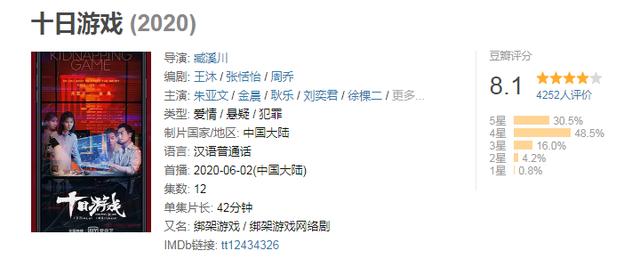 十日游戏 (2020)
KIDNAPPING
GAME
十日游戏
导演: 臧溪川
编剧: 王沐 / 张恬怡 / 周乔
主演: 朱亚文 / 金晨 / 耿乐 / 刘奕君 / 徐棵二 / 更多...
类型: 爱情 / 悬疑 / 犯罪
制片国家/地区: 中国大陆
语言: 汉语普通话
首播: 2020-06-02(中国大陆)
集数: 12
单集片长: 42分钟
又名: 绑架游戏 / 绑架游戏网络剧
IMDb链接: tt12434326
豆瓣评分
8.1
4252人评价
5星 30.5%
4星 48.5%
3星 16.0%
2星 4.2%
1星 0.8%